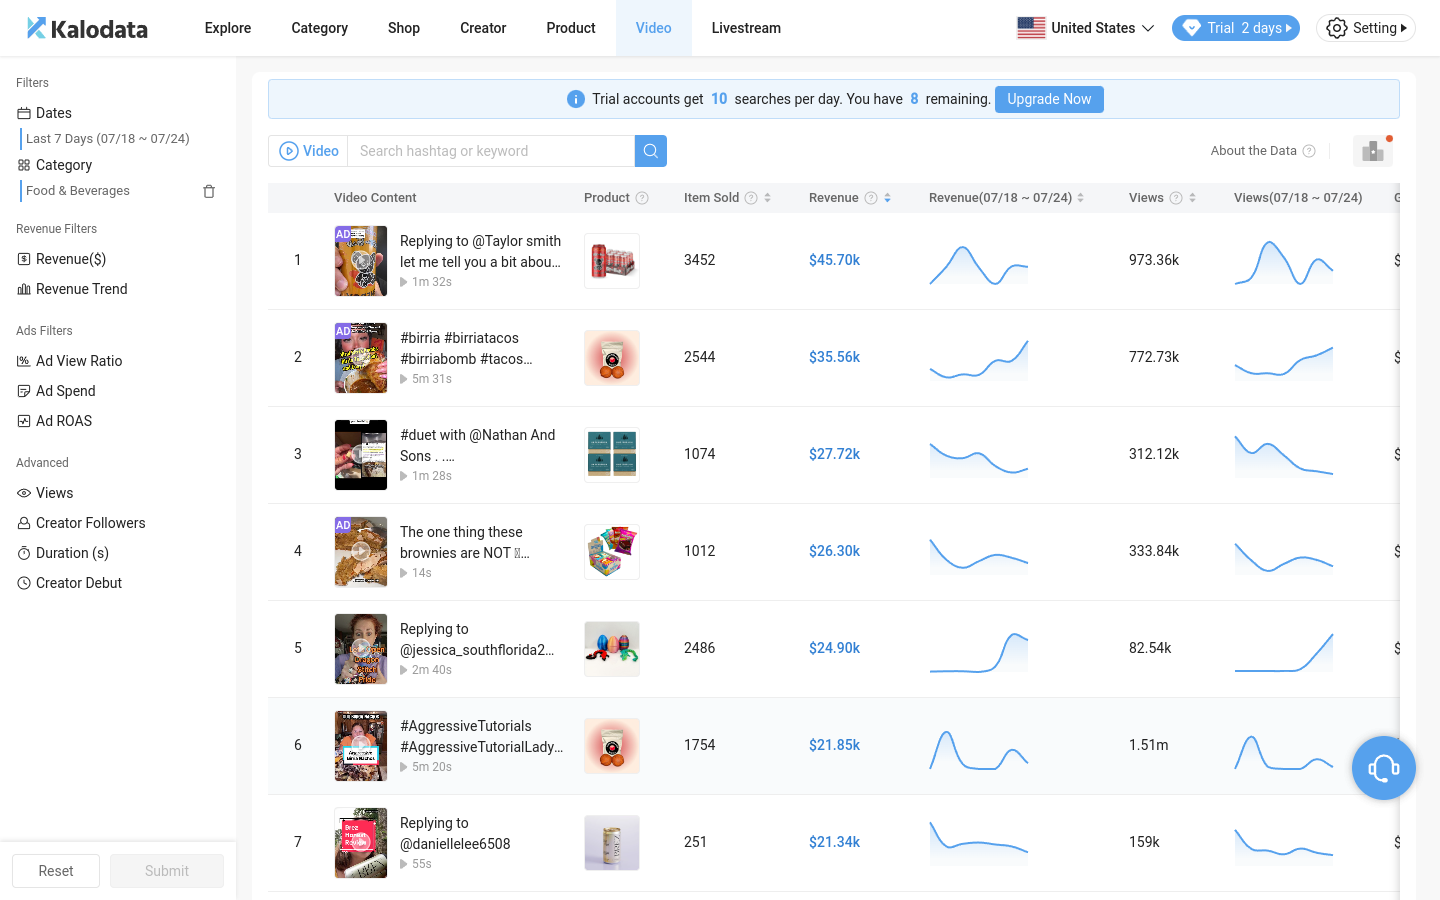 Kalodata
Explore
Category
Shop
Creator
Product
Video
Livestream
United States
Trial 2 days
Setting
Filters
Dates
Last 7 Days (07/18 ~ 07/24)
Category
Food & Beverages
Revenue Filters
Revenue($)
Revenue Trend
Ads Filters
Ad View Ratio
Ad Spend
Ad ROAS
Advanced
Views
Creator Followers
Duration (s)
Creator Debut
Reset
Submit
Trial accounts get 10 searches per day. You have 8 remaining.
Upgrade Now
Video
Search hashtag or keyword
About the Data
Video Content
Product
Item Sold
Revenue
Revenue(07/18 ~ 07/24)
Views
Views(07/18 ~ 07/24)
1
AD
Replying to @Taylor smith
let me tell you a bit abou...
1m 32s
3452
$45.70k
973.36k
$
2
AD
#birria #birriatacos
#birriabomb #tacos...
5m 31s
2544
$35.56k
772.73k
$
3
#duet with @Nathan And
Sons . ....
1m 28s
1074
$27.72k
312.12k
$
4
AD
The one thing these
brownies are NOT ...
14s
1012
$26.30k
333.84k
$
5
Replying to
@jessica_southflorida2...
2m 40s
2486
$24.90k
82.54k
$
6
#AggressiveTutorials
#AggressiveTutorialLady...
5m 20s
1754
$21.85k
1.51m
7
Replying to
@daniellelee6508
55s
251
$21.34k
159k
$